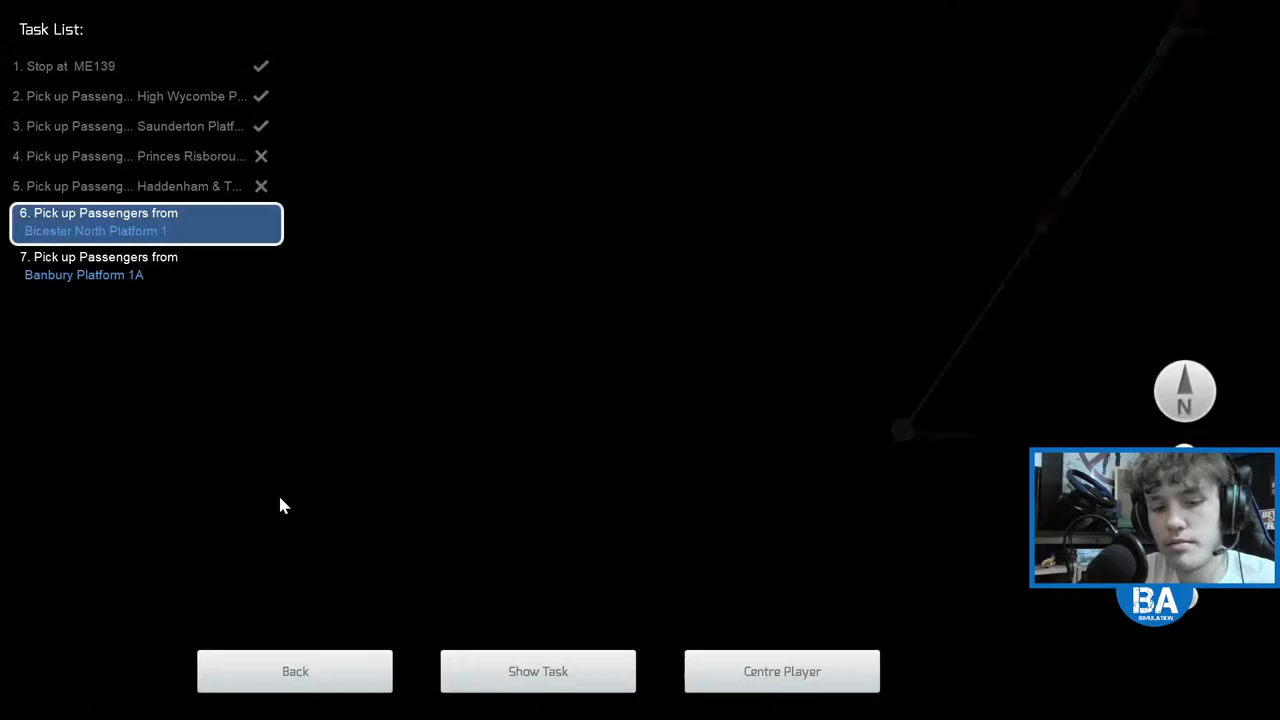 Task List:
1. Stop at ME139
2. Pick up Passeng... High Wycombe P...
3. Pick up Passeng... Saunderton Platf...
4. Pick up Passeng... Princes Risborou...
5. Pick up Passeng... Haddenham & T...
6. Pick up Passengers from
Bicester North Platform 1
7. Pick up Passengers from
Banbury Platform 1A
N
BA
SIMULATION
Back
Show Task
Centre Player